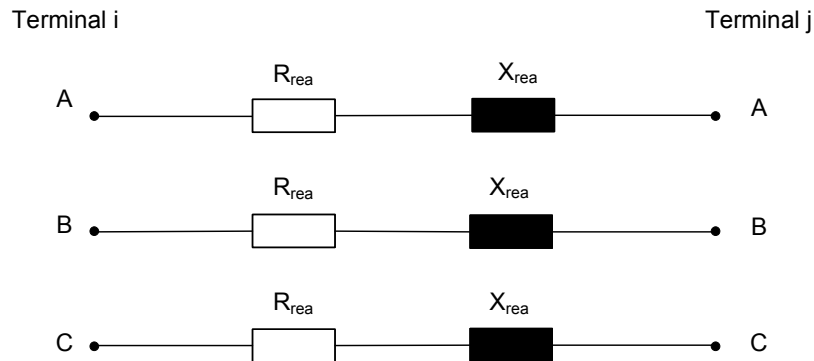 Terminal i Terminal j
R_rea X_rea
A A
R_rea X_rea
B B
R_rea X_rea
C C